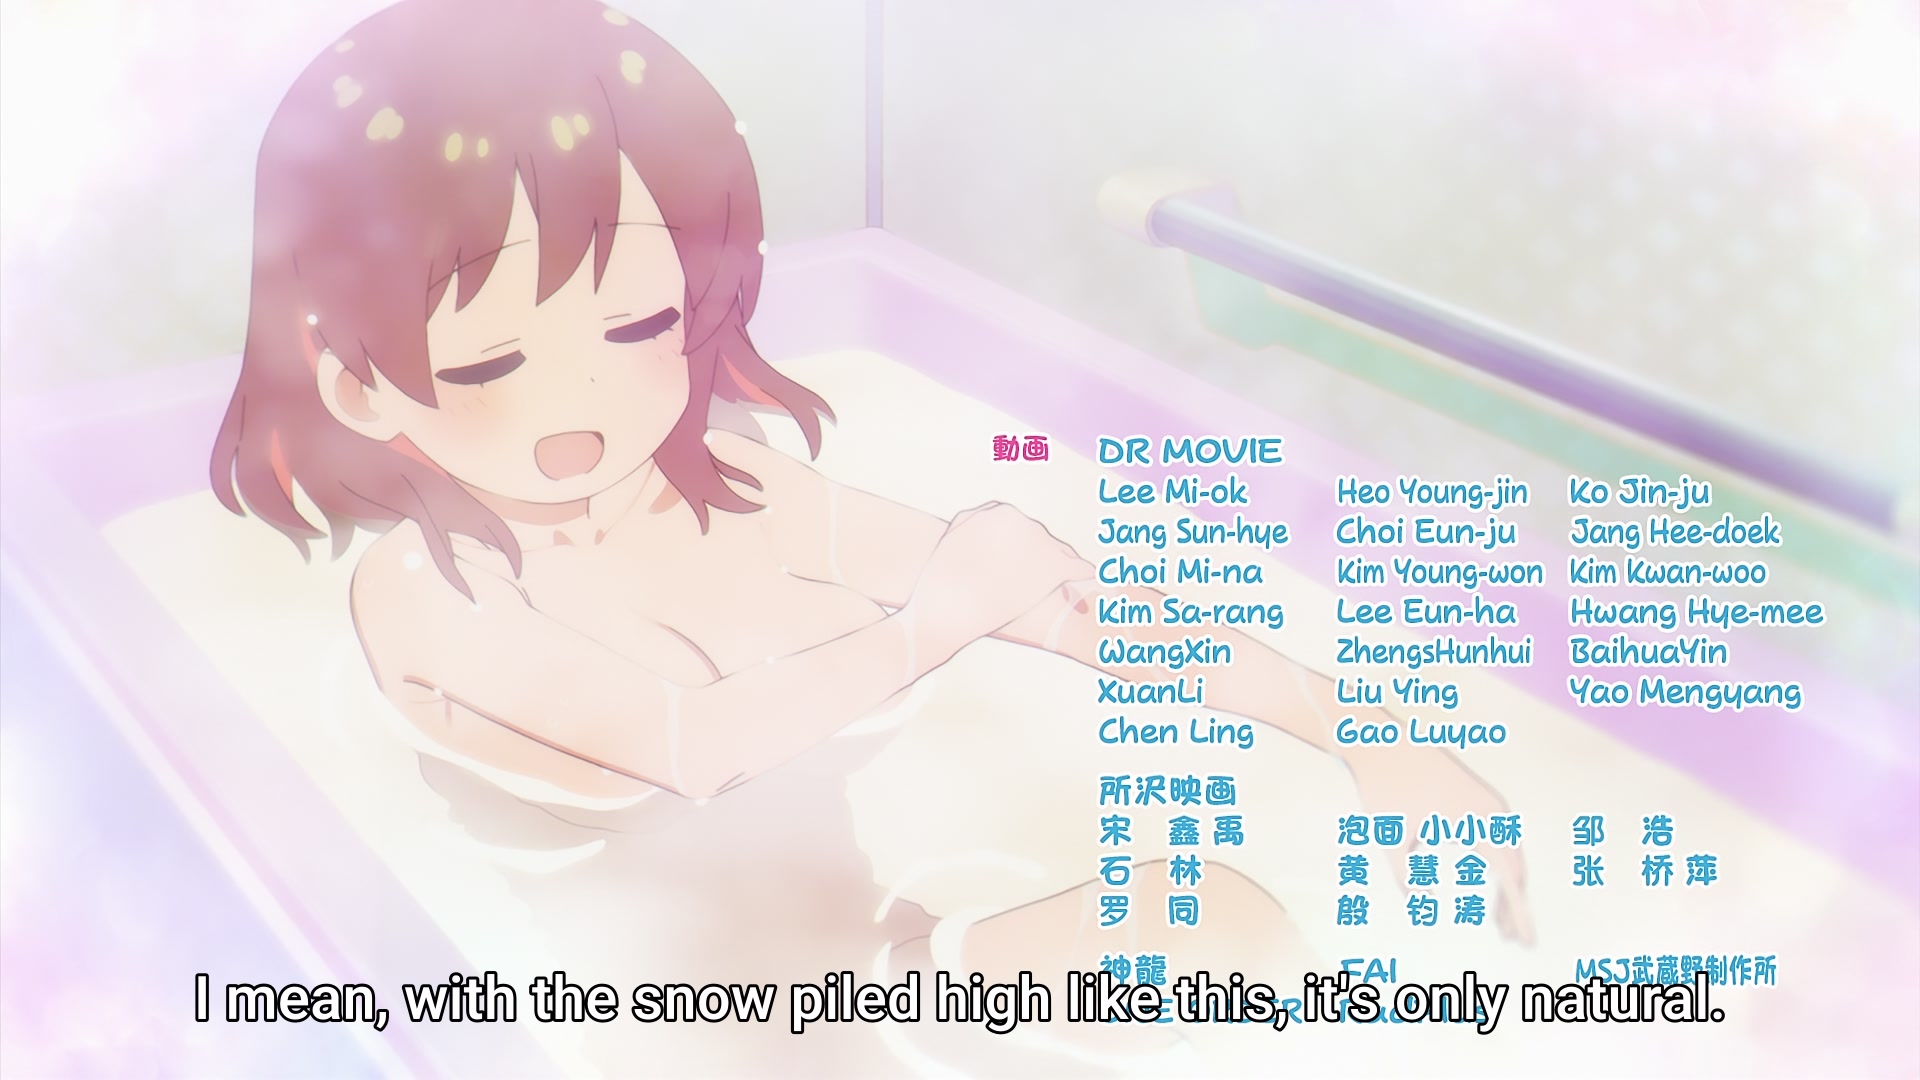 動画 DR MOVIE
Lee Mi-ok Heo Young-jin Ko Jin-ju
Jang Sun-hye Choi Eun-ju Jang Hee-doek
Choi Mi-na Kim Young-won Kim Kwan-woo
Kim Sa-rang Lee Eun-ha Hwang Hye-mee
WangXin ZhengsHunhui BaihuaYin
XuanLi Liu Ying Yao Mengyang
Chen Ling Gao Luyao
所沢映画
宋 鑫禹 泡面 小小酥 邹 浩
石 林 黄 慧金 张 桥萍
罗 同 殷 钧涛
神龍 FAI MSJ武蔵野制作所
I mean, with the snow piled high like this, it's only natural.